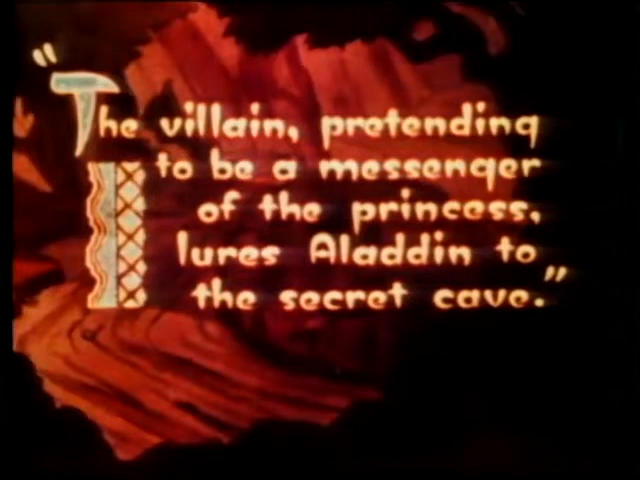 "The villain, pretending
to be a messenger
of the princess,
lures Aladdin to
the secret cave."